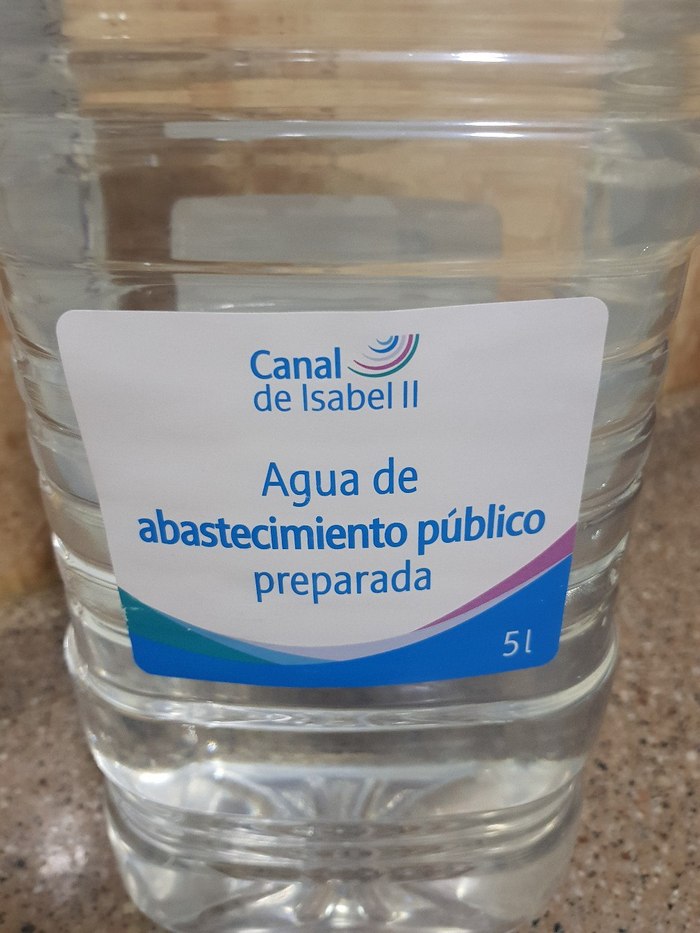 Canal
de Isabel II
Agua de
abastecimiento público
preparada
5l